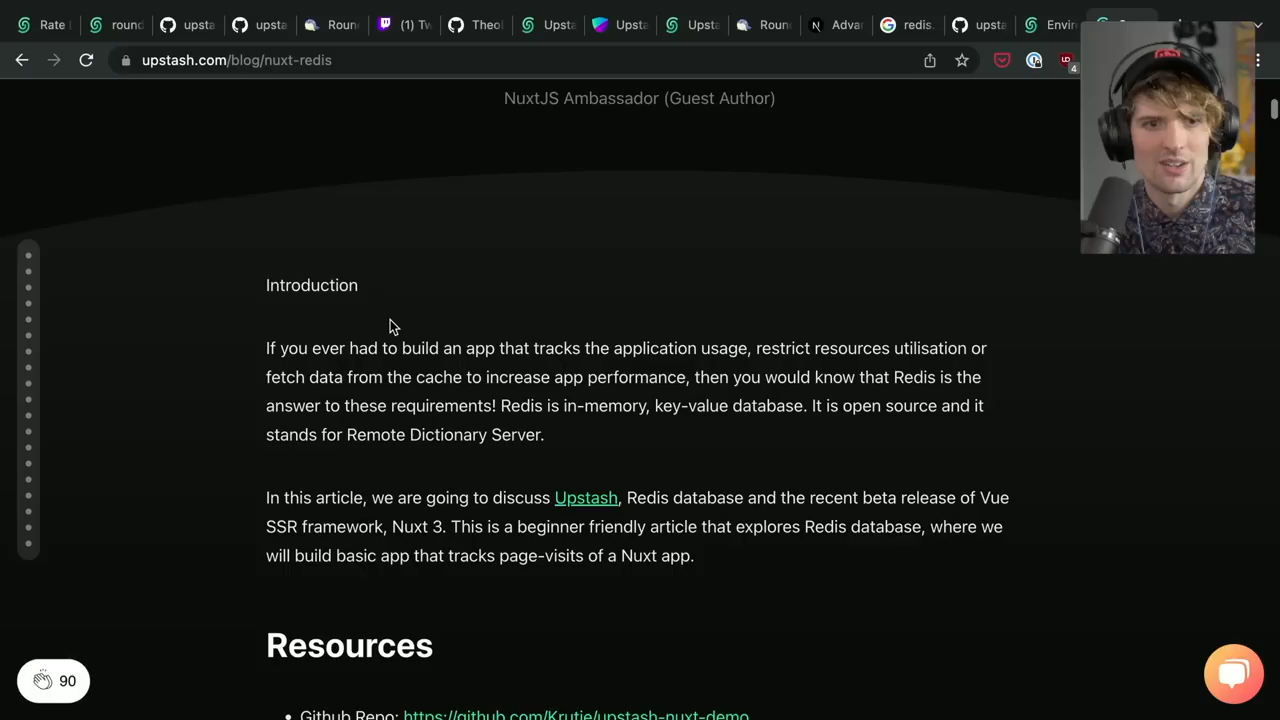 Rate
round
upsta
upsta
Roun
(1) Tw
Theo
Upsta
Upsta
Upsta
Roun
Adva
redis.
upsta
Enviro
upstash.com/blog/nuxt-redis
4
NuxtJS Ambassador (Guest Author)
Introduction
If you ever had to build an app that tracks the application usage, restrict resources utilisation or
fetch data from the cache to increase app performance, then you would know that Redis is the
answer to these requirements! Redis is in-memory, key-value database. It is open source and it
stands for Remote Dictionary Server.
In this article, we are going to discuss Upstash, Redis database and the recent beta release of Vue
SSR framework, Nuxt 3. This is a beginner friendly article that explores Redis database, where we
will build basic app that tracks page-visits of a Nuxt app.
Resources
90
• Github Repo: https://github.com/Krutie/upstash-nuxt-demo